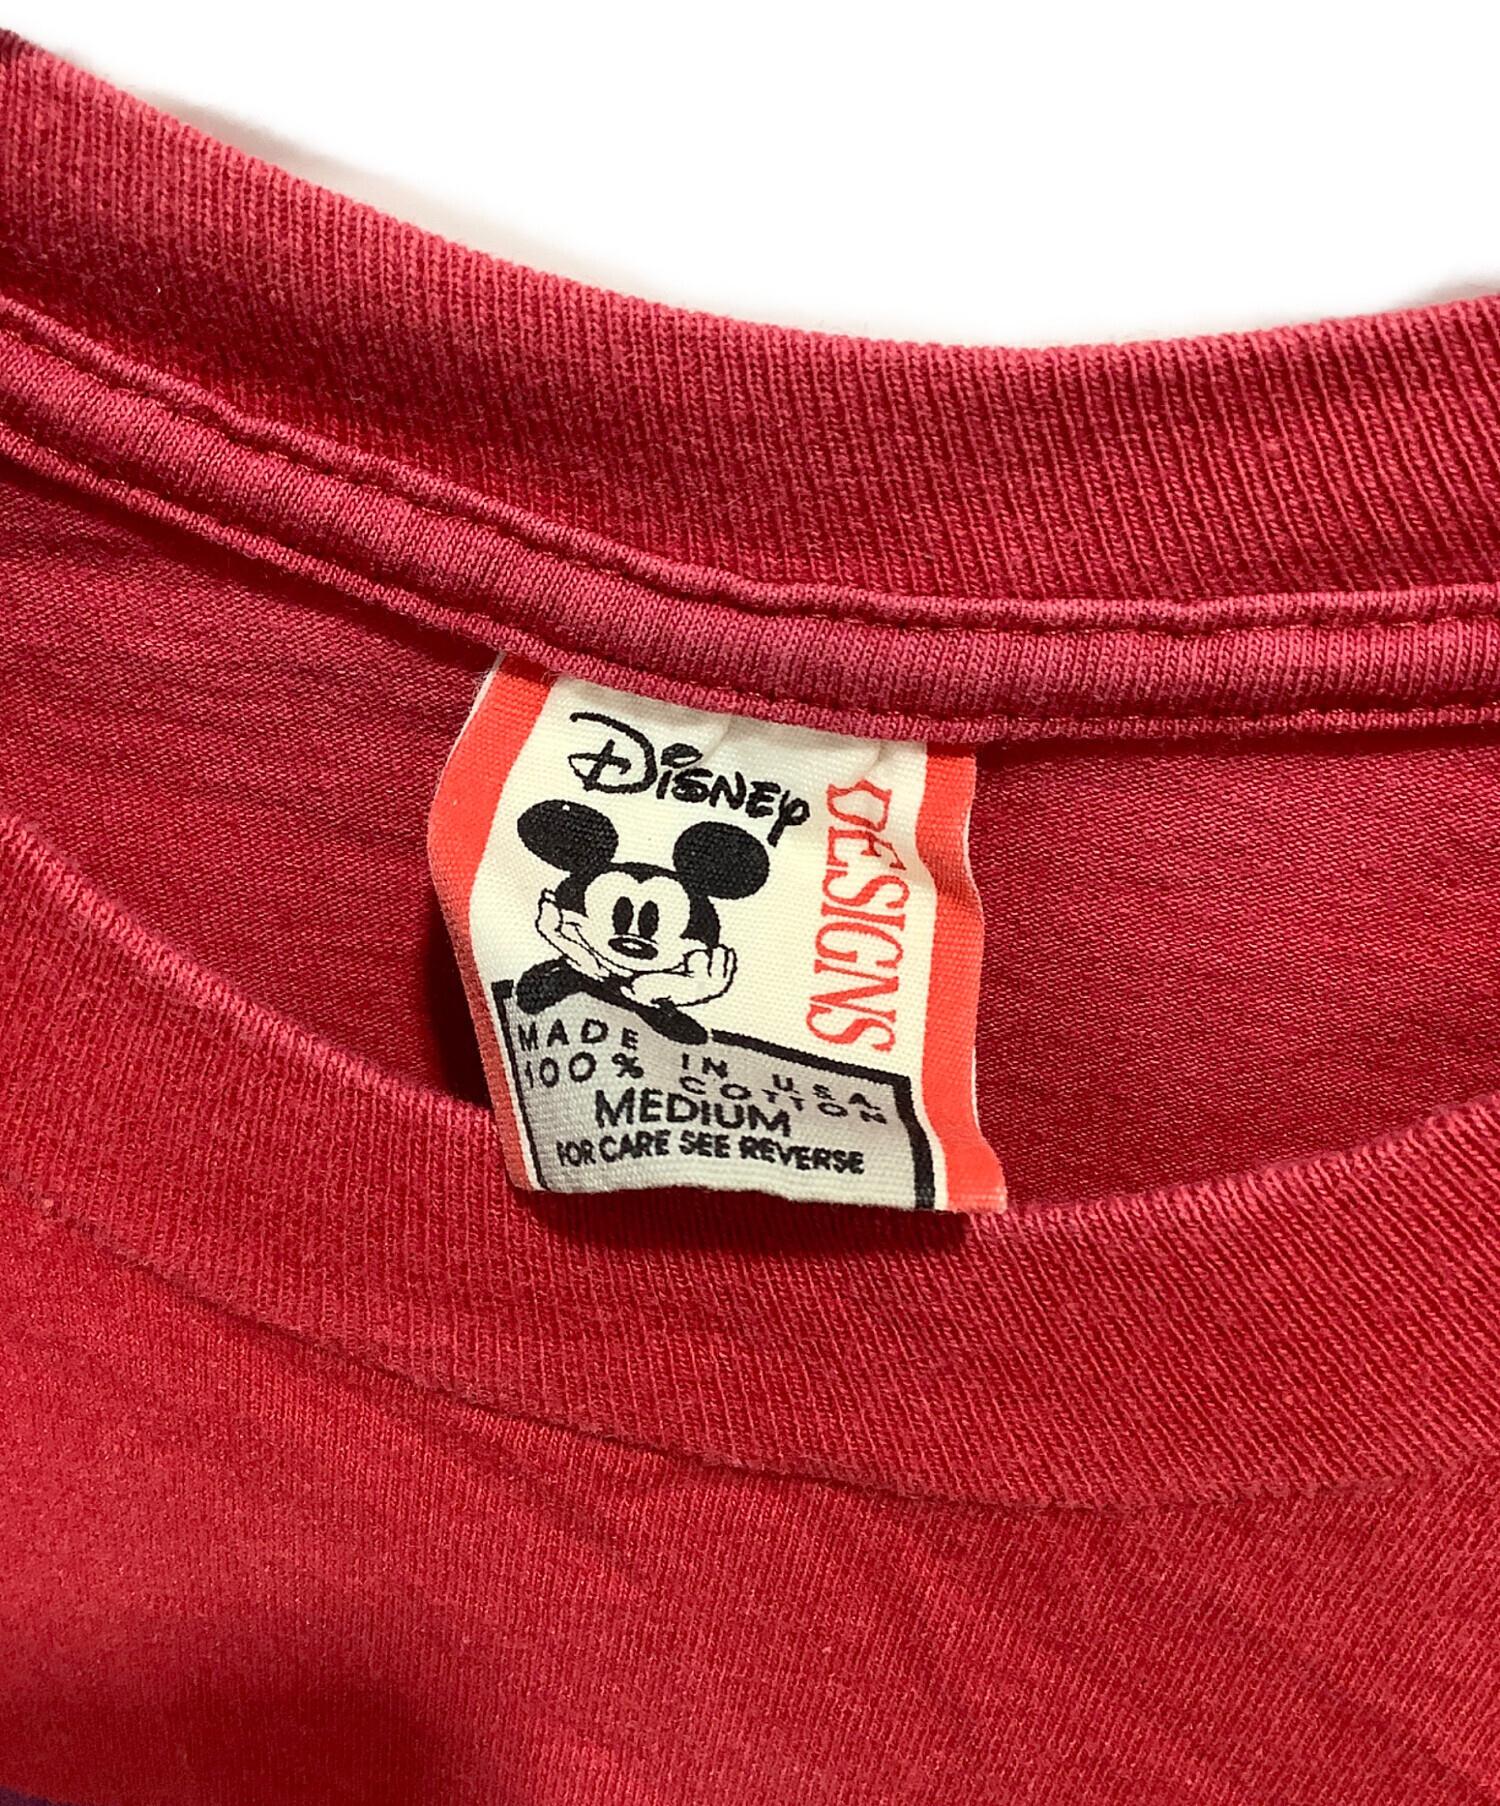 DISNEY
DESIGNS
MADE IN U.S.A.
100% COTTON
MEDIUM
FOR CARE SEE REVERSE